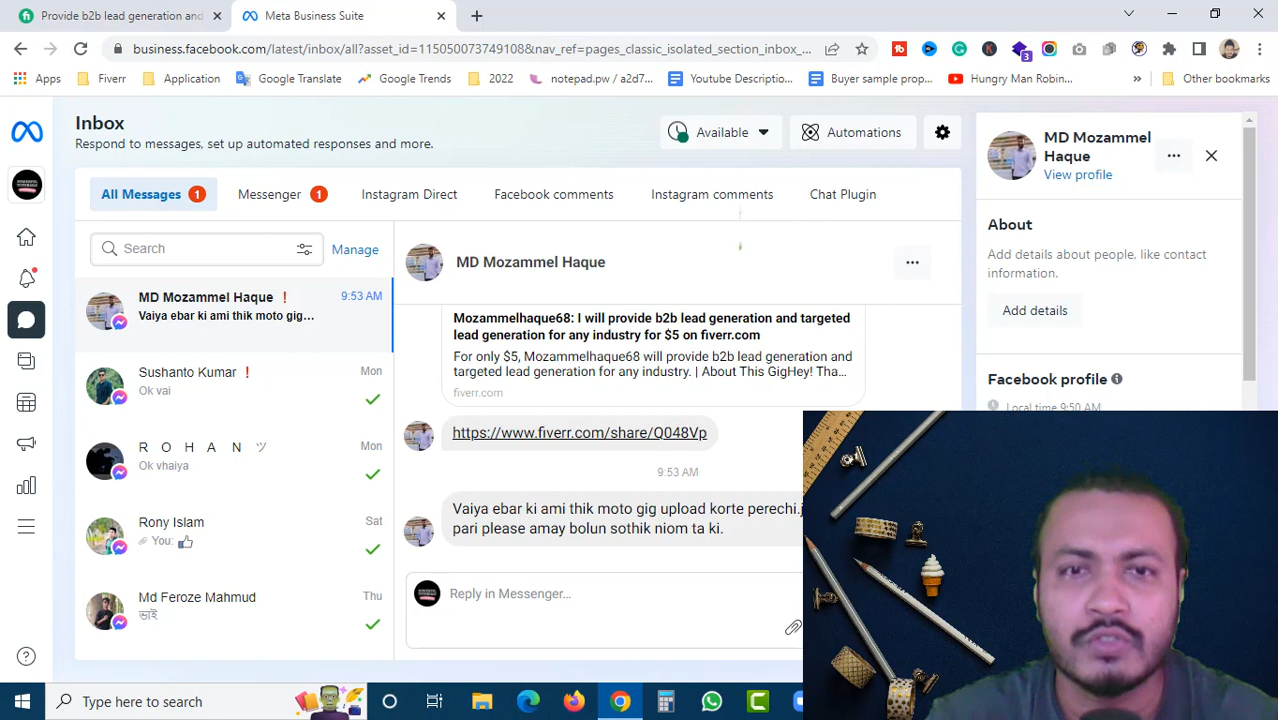 Provide b2b lead generation and
Meta Business Suite
business.facebook.com/latest/inbox/all?asset_id=115050073749108&nav_ref=pages_classic_isolated_section_inbox_...
3
Apps
Fiverr
Application
Google Translate
Google Trends
2022
notepad.pw / a2d7...
Youtube Descriptio...
Buyer sample prop...
Hungry Man Robin...
»
Other bookmarks
Inbox
Respond to messages, set up automated responses and more.
Available
Automations
All Messages 1
Messenger 1
Instagram Direct
Facebook comments
Instagram comments
Chat Plugin
Search
Manage
MD Mozammel Haque ❗
9:53 AM
Vaiya ebar ki ami thik moto gig...
Sushanto Kumar ❗
Mon
Ok vai
R O H A N ツ
Mon
Ok vhaiya
Rony Islam
Sat
You: 👍
Md Feroze Mahmud
Thu
ভাই
MD Mozammel Haque
Mozammelhaque68: I will provide b2b lead generation and targeted
lead generation for any industry for $5 on fiverr.com
For only $5, Mozammelhaque68 will provide b2b lead generation and
targeted lead generation for any industry. | About This GigHey! Tha...
fiverr.com
https://www.fiverr.com/share/Q048Vp
9:53 AM
Vaiya ebar ki ami thik moto gig upload korte perechi.j
pari please amay bolun sothik niom ta ki.
Reply in Messenger...
MD Mozammel
Haque
View profile
About
Add details about people, like contact
information.
Add details
Facebook profile
Local time 9:50 AM
Type here to search